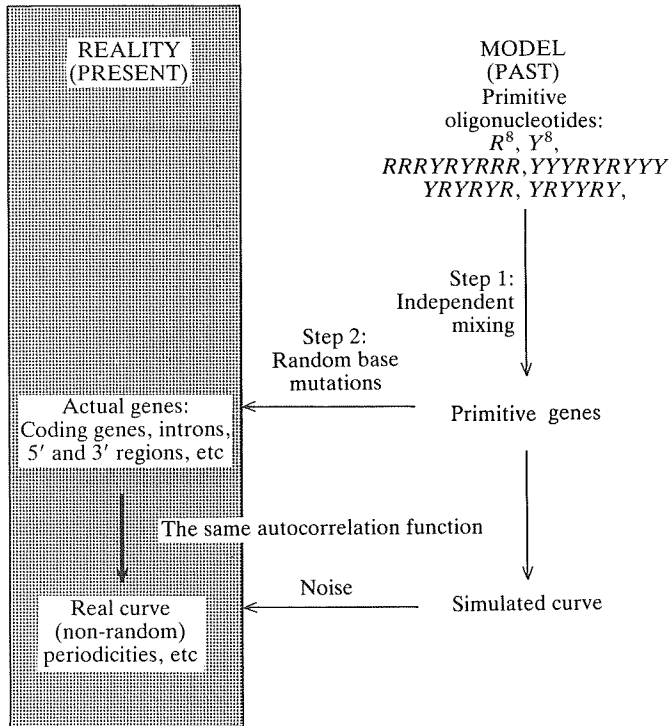 REALITY
(PRESENT)
MODEL
(PAST)
Primitive
oligonucleotides:
R⁸, Y⁸,
RRRYRYRRR, YYYRYRYYY
YRYRYR, YRYYRY,
Step 1:
Independent
mixing
Step 2:
Random base
mutations
Actual genes:
Coding genes, introns,
5′ and 3′ regions, etc
Primitive genes
The same autocorrelation function
Noise
Real curve
(non-random)
periodicities, etc
Simulated curve